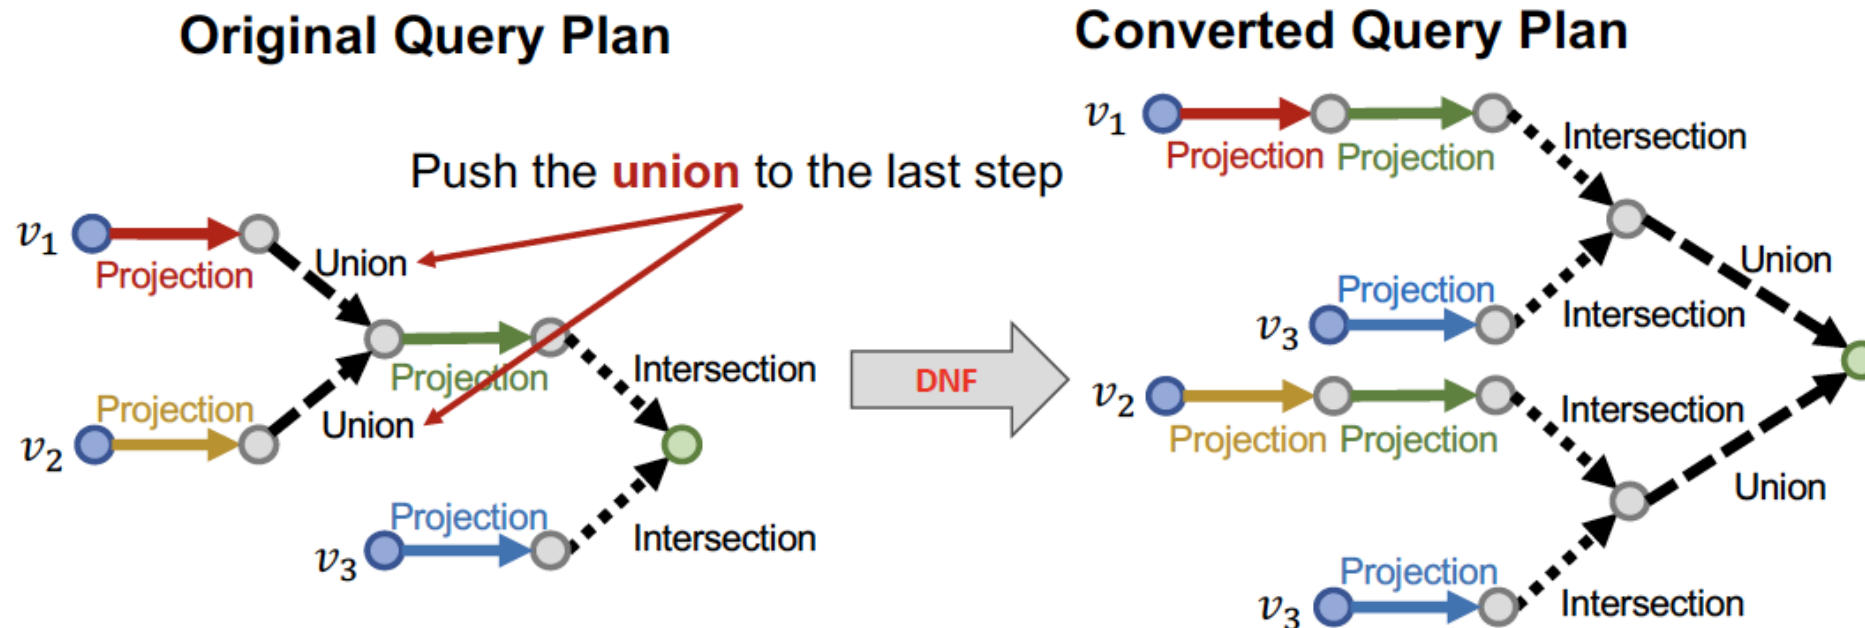 Original Query Plan
Push the union to the last step
v₁
Projection
Union
Projection
Union
v₂
Projection
Intersection
v₃
Projection
Intersection
DNF
Converted Query Plan
v₁
Projection
Projection
Intersection
v₃
Projection
Intersection
Union
v₂
Projection
Projection
Intersection
Union
v₃
Projection
Intersection